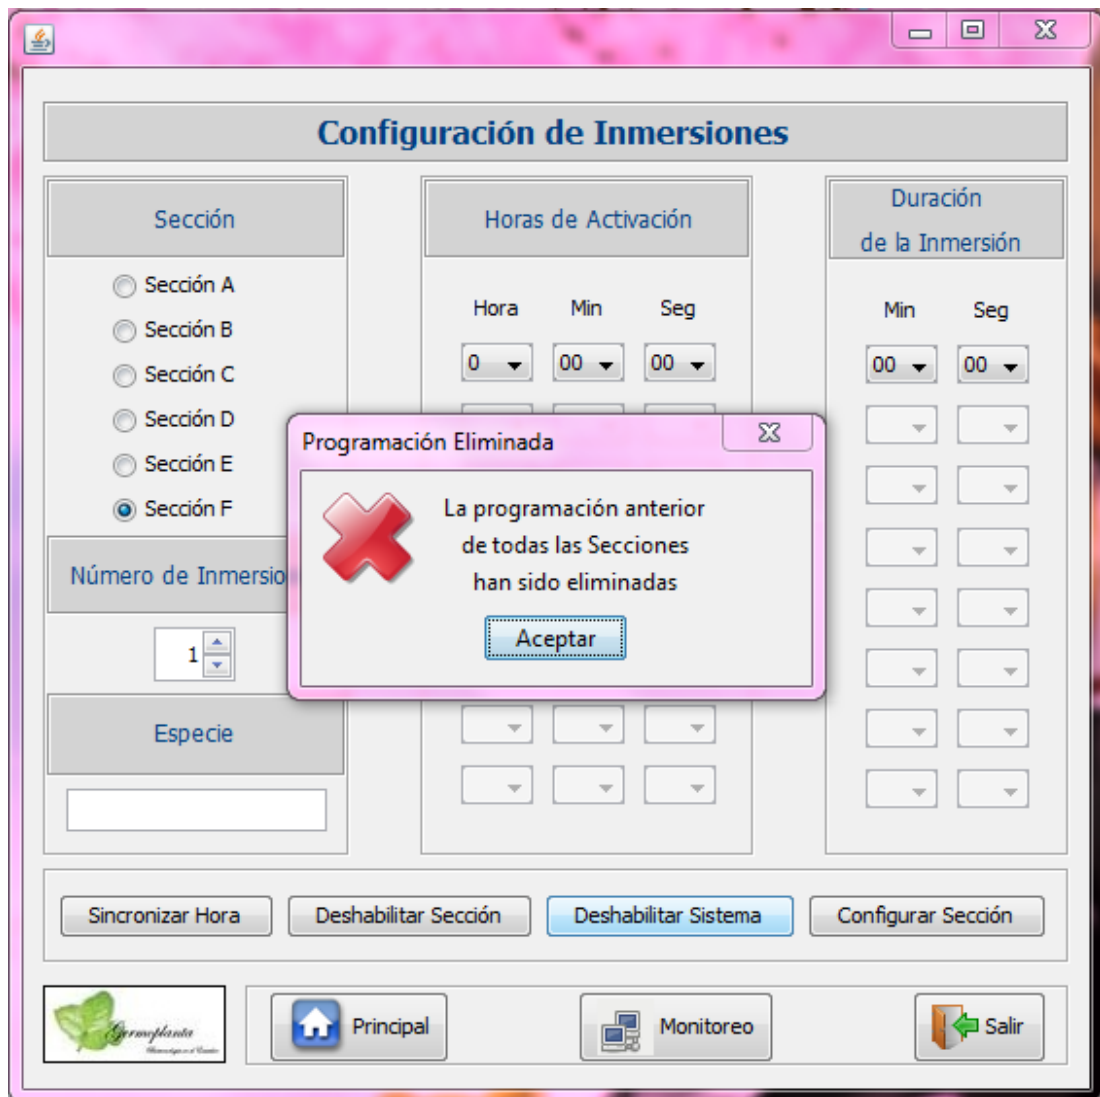 Configuración de Inmersiones
Sección
Sección A
Sección B
Sección C
Sección D
Sección E
Sección F
Número de Inmersio
1
Especie
Horas de Activación
Hora Min Seg
0 00 00
Duración
de la Inmersión
Min Seg
00 00
Programación Eliminada
La programación anterior
de todas las Secciones
han sido eliminadas
Aceptar
Sincronizar Hora Deshabilitar Sección Deshabilitar Sistema Configurar Sección
Germoplanta
Principal Monitoreo Salir